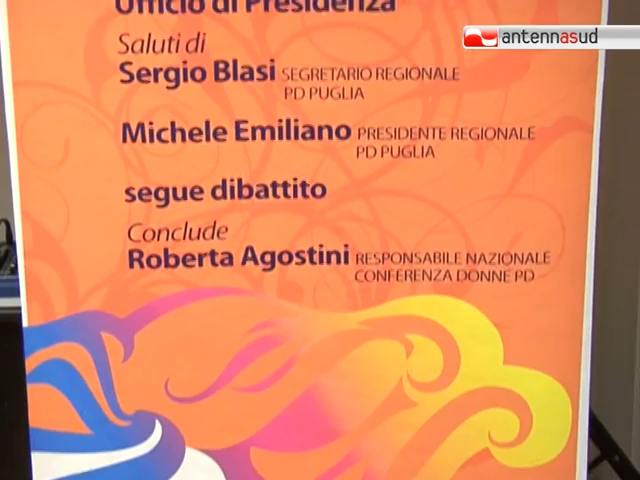 Ufficio di Presidenza
antennasud
Saluti di
Sergio Blasi SEGRETARIO REGIONALE
PD PUGLIA
Michele Emiliano PRESIDENTE REGIONALE
PD PUGLIA
segue dibattito
Conclude
Roberta Agostini RESPONSABILE NAZIONALE
CONFERENZA DONNE PD